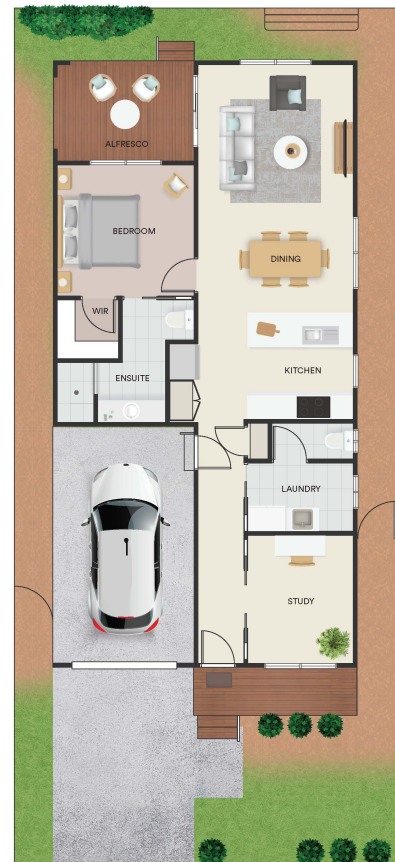 ALFRESCO
BEDROOM
DINING
WIR
KITCHEN
ENSUITE
LAUNDRY
STUDY